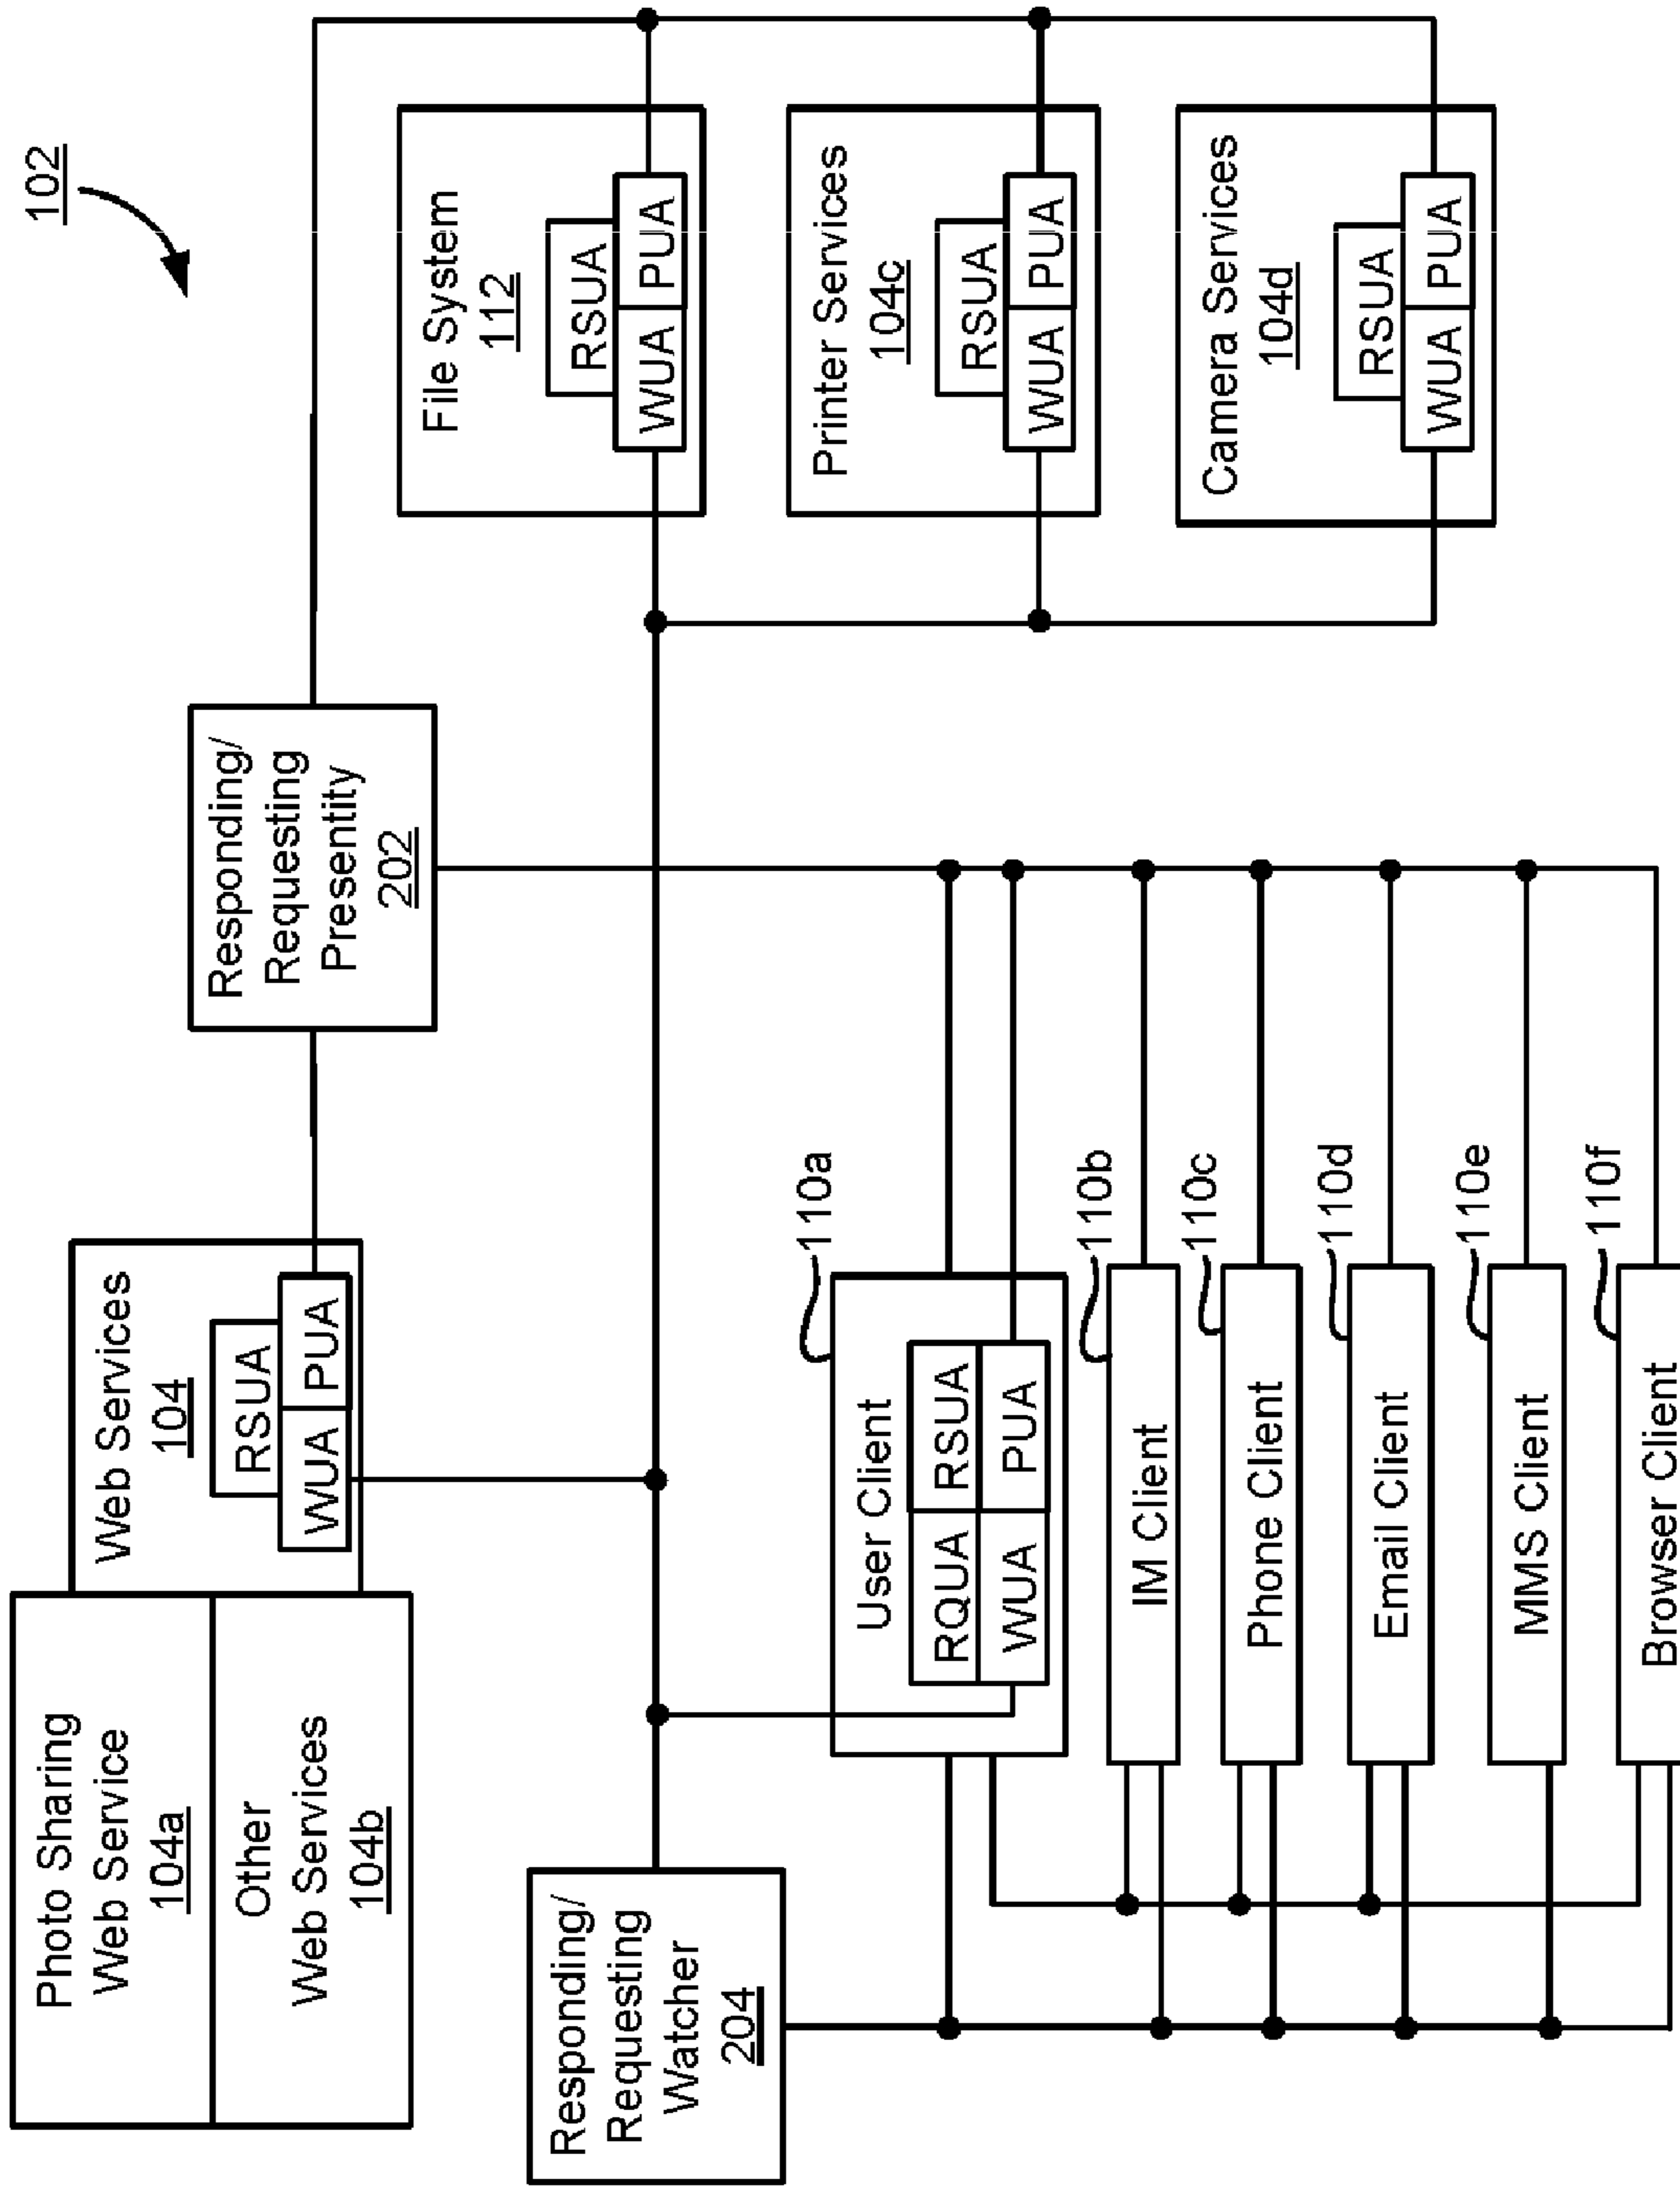 102
Photo Sharing
Web Service
104a
Other
Web Services
104b
Web Services
104
RSUA
WUA
PUA
Responding/
Requesting
Presentity
202
File System
112
RSUA
WUA
PUA
Printer Services
104c
RSUA
WUA
PUA
Camera Services
104d
RSUA
WUA
PUA
Responding/
Requesting
Watcher
204
User Client
RQUA
RSUA
WUA
PUA
110a
IM Client
110b
Phone Client
110c
Email Client
110d
MMS Client
110e
Browser Client
110f